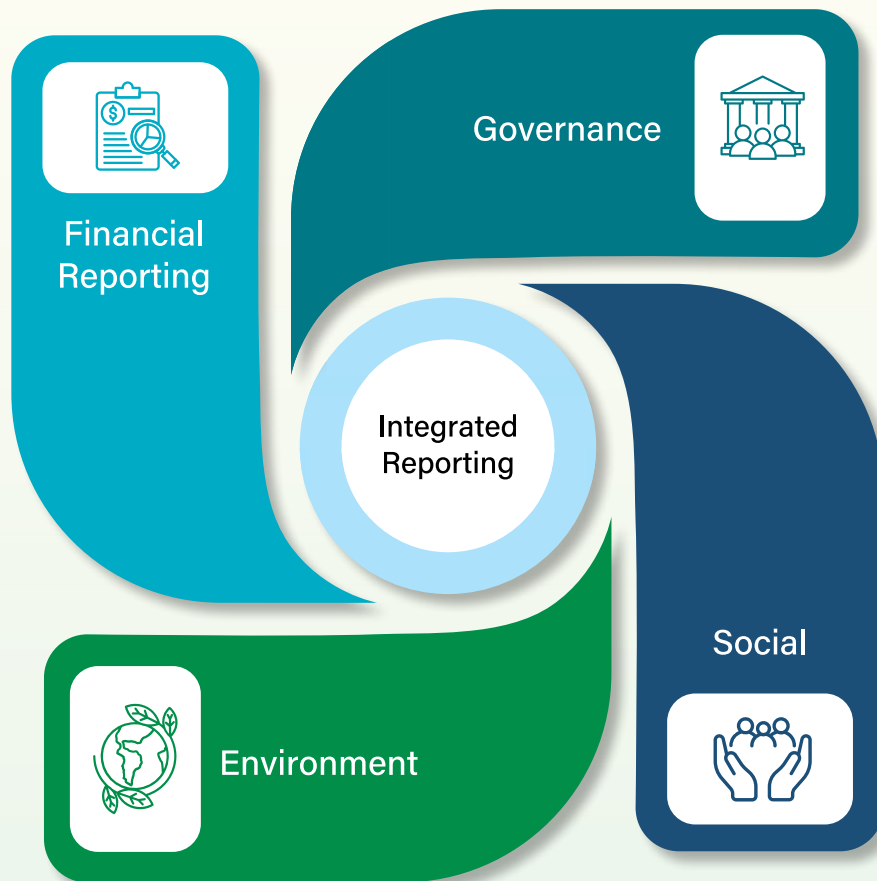 Governance
Financial
Reporting
Integrated
Reporting
Social
Environment